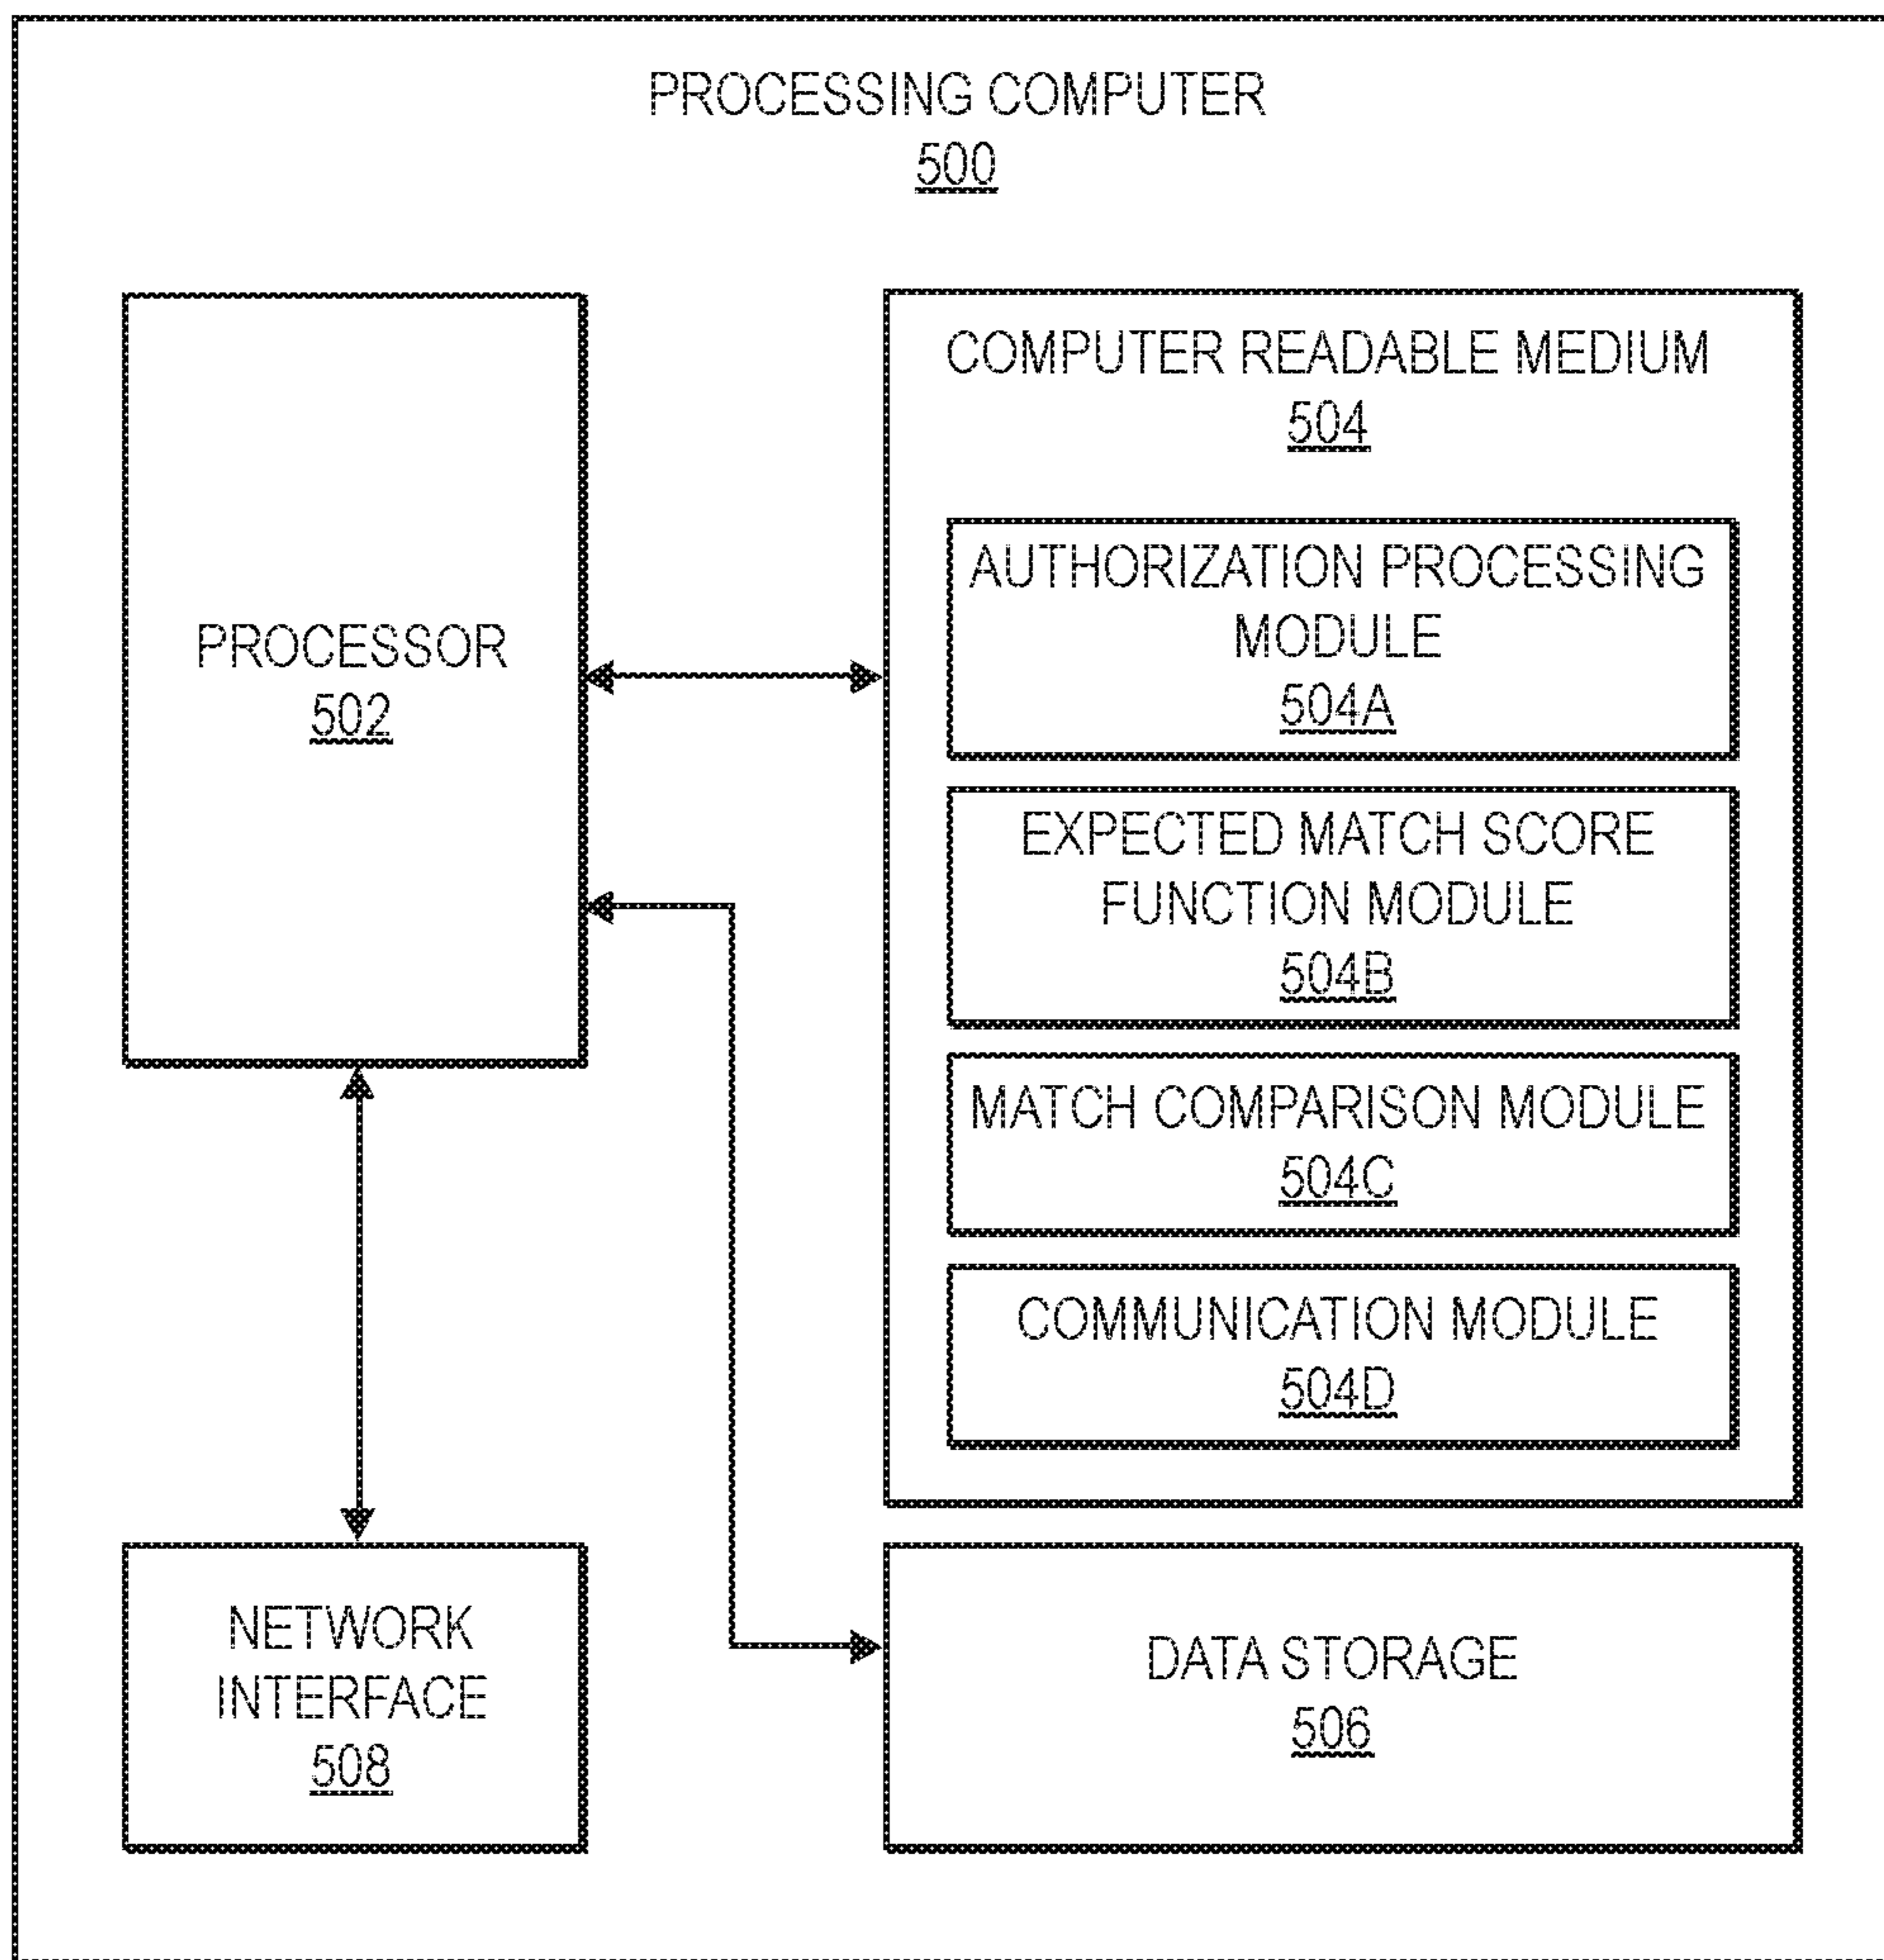 PROCESSING COMPUTER
500
PROCESSOR
502
COMPUTER READABLE MEDIUM
504
AUTHORIZATION PROCESSING
MODULE
504A
EXPECTED MATCH SCORE
FUNCTION MODULE
504B
MATCH COMPARISON MODULE
504C
COMMUNICATION MODULE
504D
NETWORK
INTERFACE
508
DATA STORAGE
506